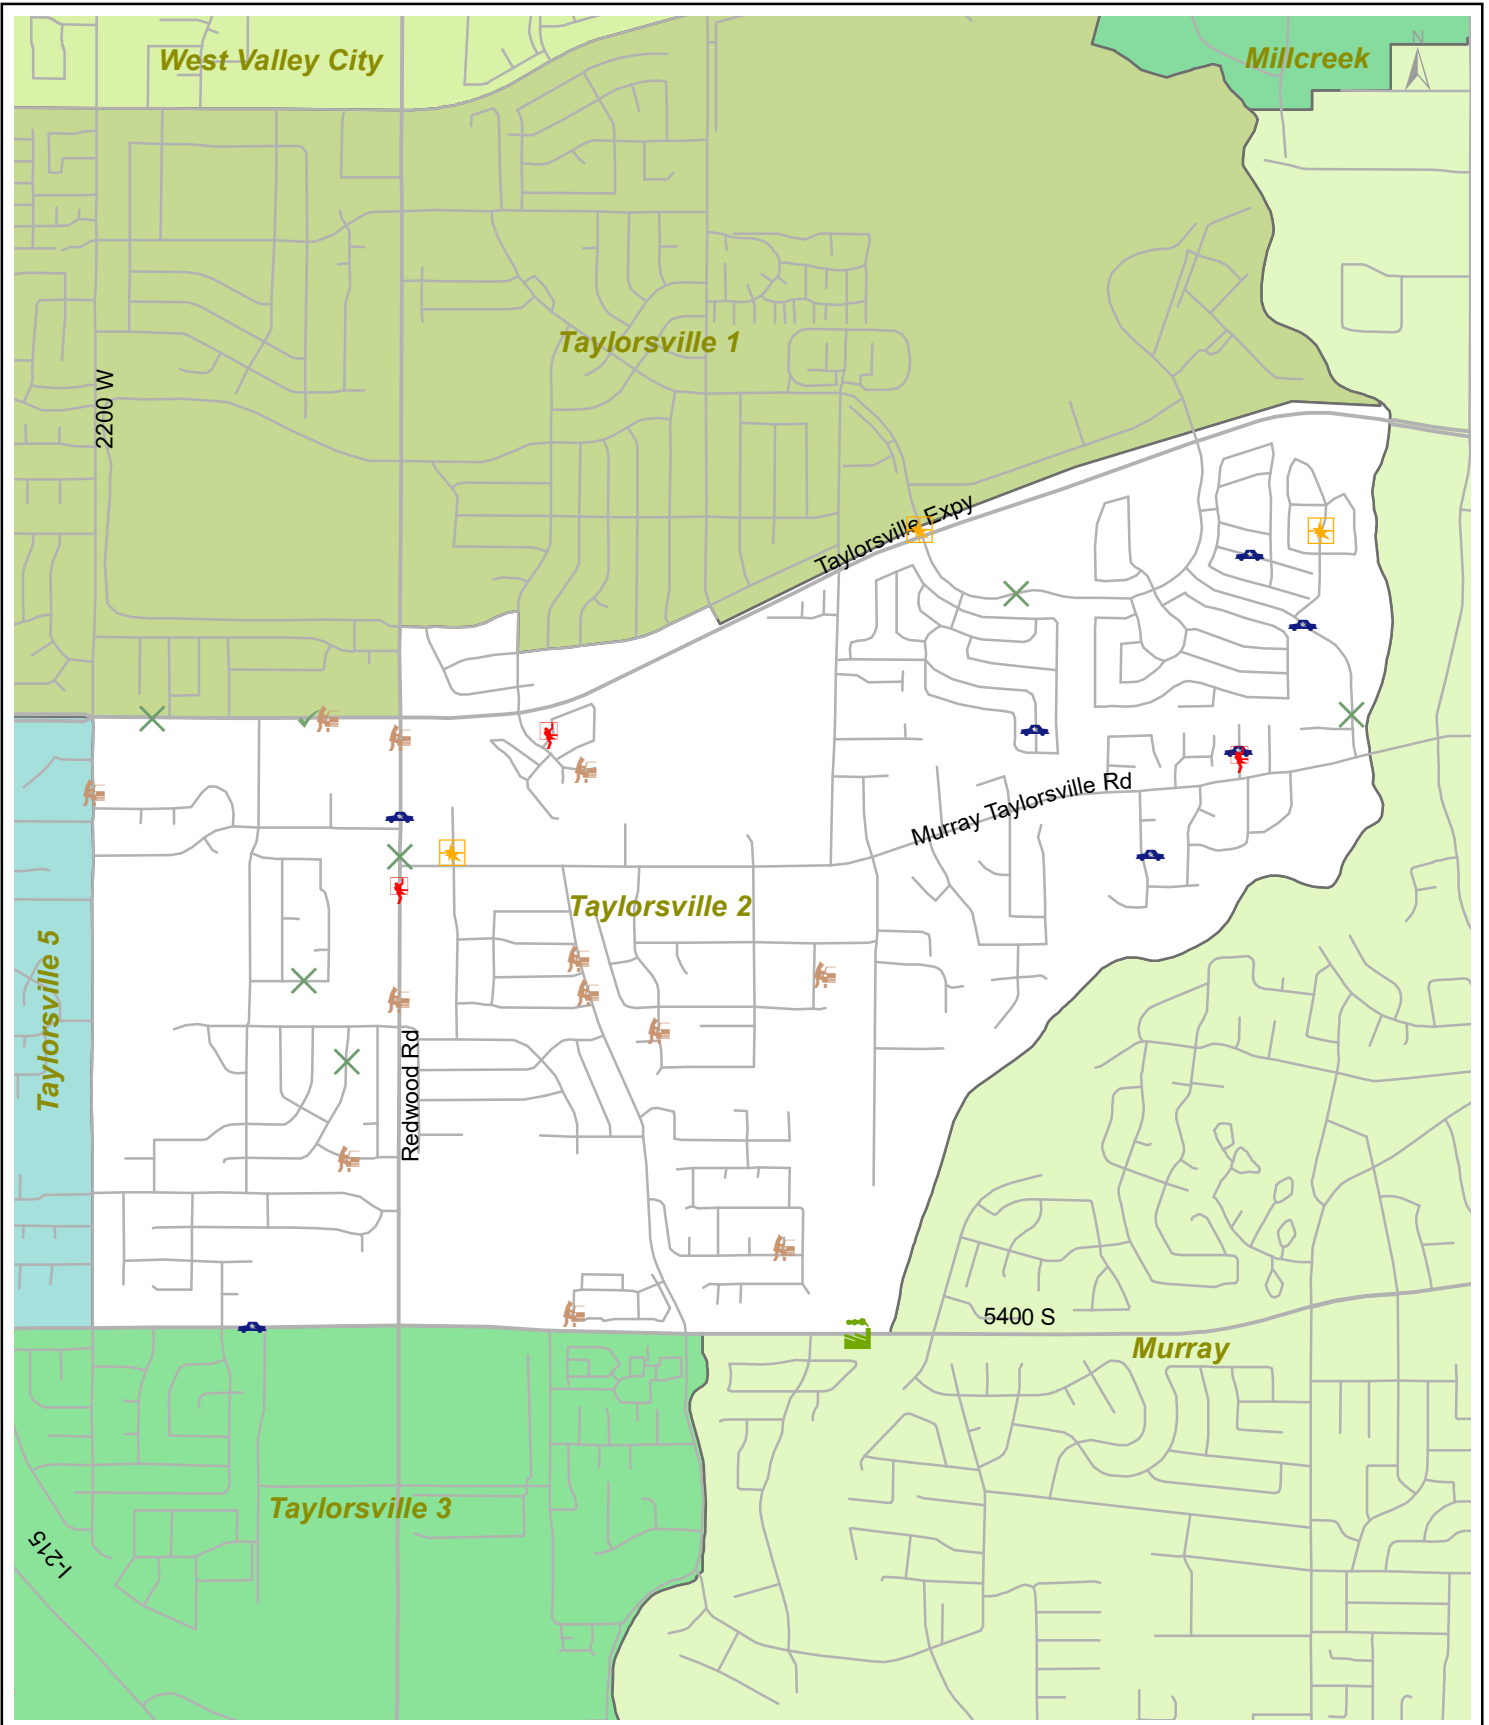 West Valley City
Millcreek
N
Taylorsville 1
2200 W
Taylorsville Expy
Murray Taylorsville Rd
Taylorsville 2
Taylorsville 5
Redwood Rd
5400 S
Murray
Taylorsville 3
I-215